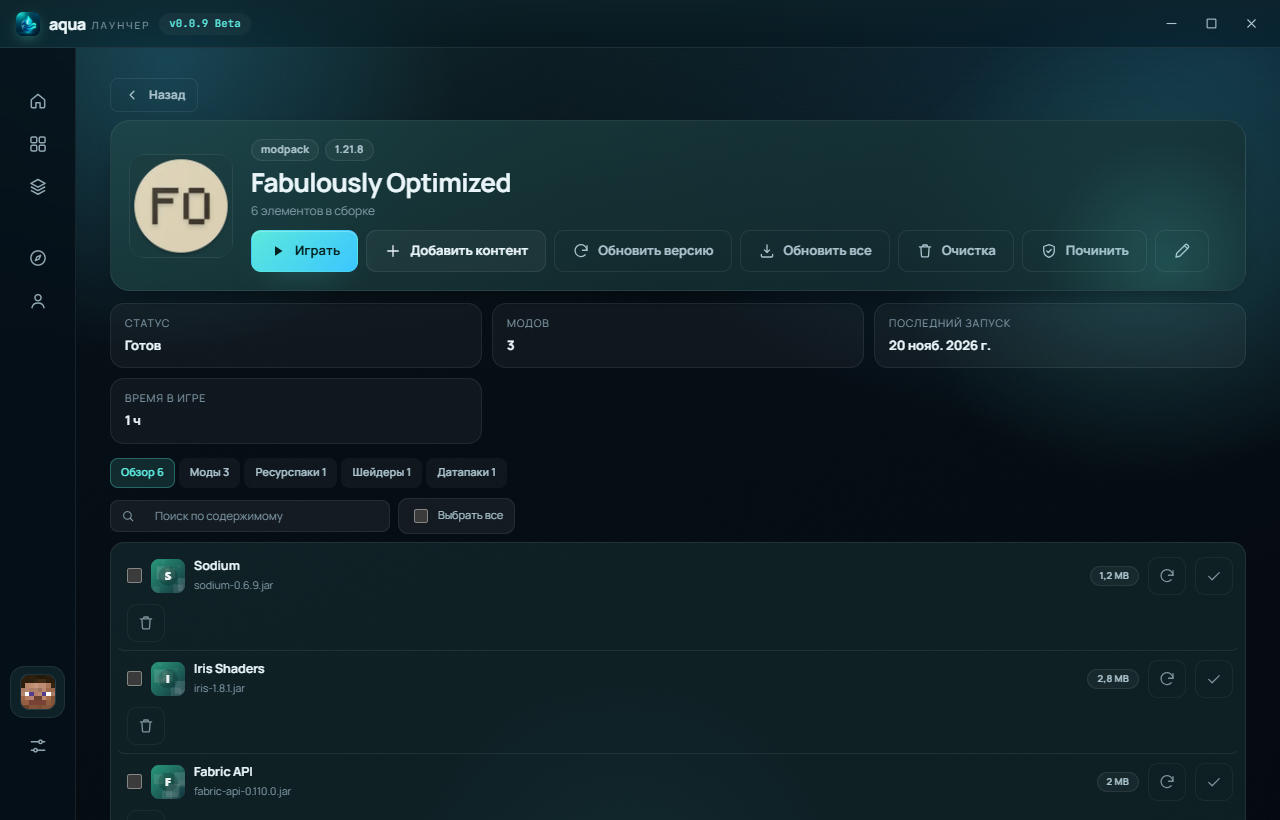 aqua ЛАУНЧЕР v0.0.9 Beta
Назад
modpack 1.21.8
FO
Fabulously Optimized
6 элементов в сборке
Играть Добавить контент Обновить версию Обновить все Очистка Починить
СТАТУС
Готов
МОДОВ
3
ПОСЛЕДНИЙ ЗАПУСК
20 нояб. 2026 г.
ВРЕМЯ В ИГРЕ
1 ч
Обзор 6 Моды 3 Ресурспаки 1 Шейдеры 1 Датапаки 1
Поиск по содержимому Выбрать все
S
Sodium
sodium-0.6.9.jar
1,2 MB
I
Iris Shaders
iris-1.8.1.jar
2,8 MB
F
Fabric API
fabric-api-0.110.0.jar
2 MB